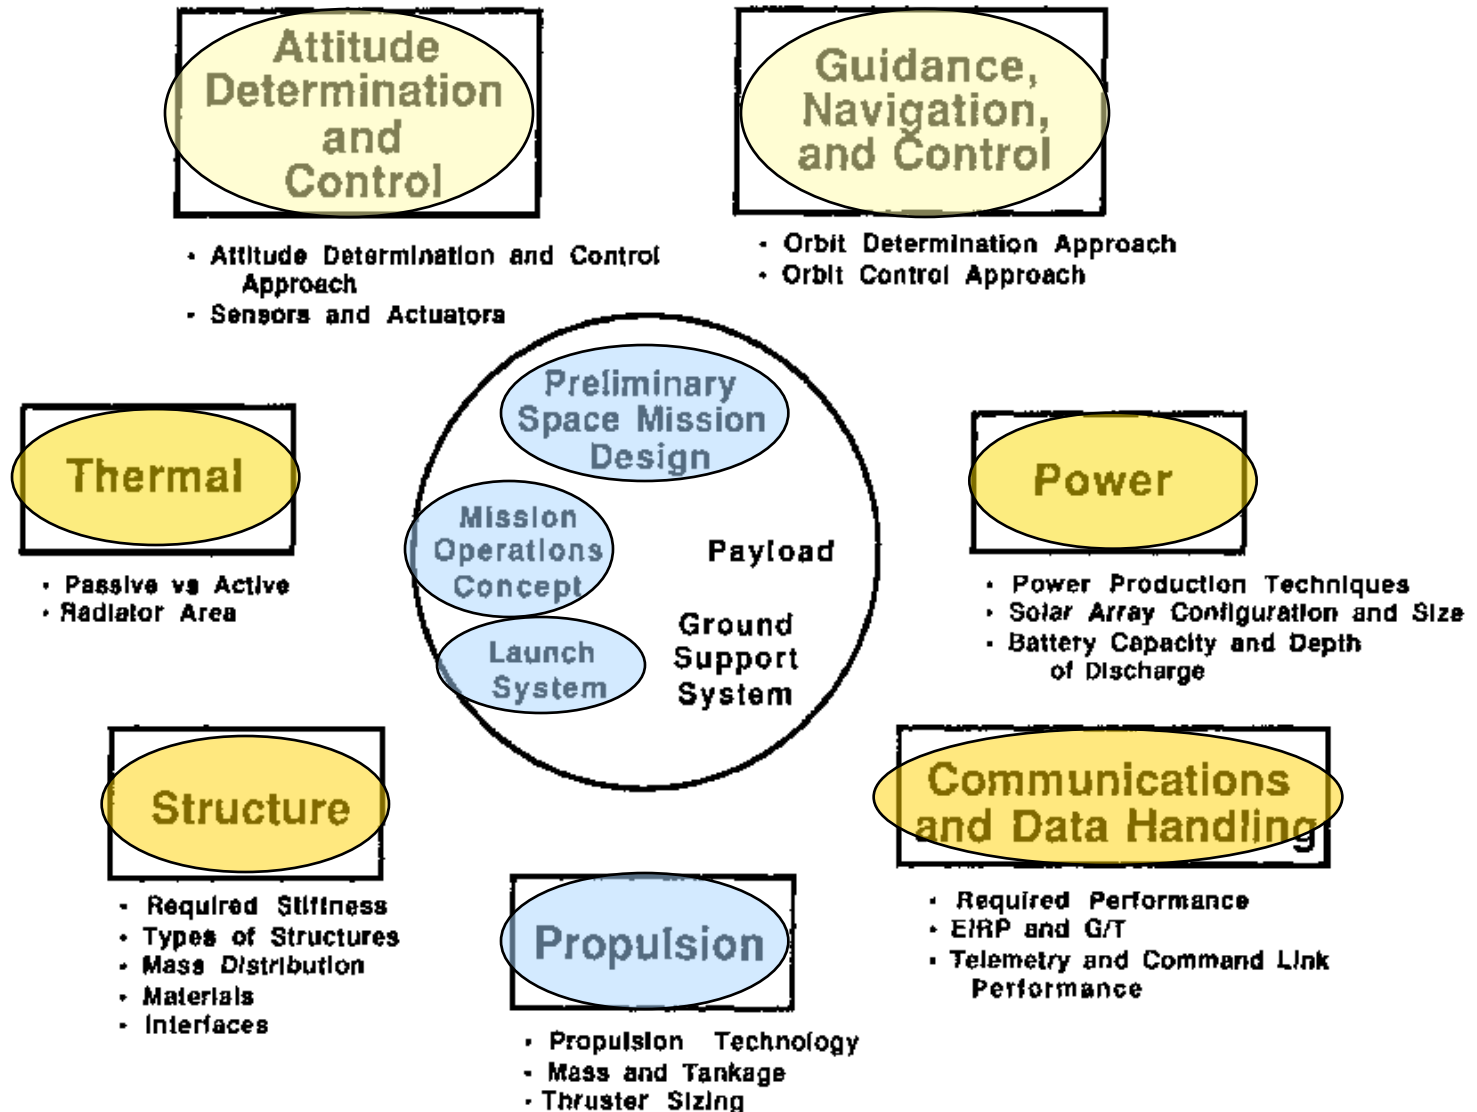 Attitude
Determination
and
Control
· Attitude Determination and Control
Approach
· Sensors and Actuators
Guidance,
Navigation,
and Control
· Orbit Determination Approach
· Orbit Control Approach
Preliminary
Space Mission
Design
Mission
Operations
Concept
Launch
System
Payload
Ground
Support
System
Thermal
· Passive vs Active
· Radiator Area
Power
· Power Production Techniques
· Solar Array Configuration and Size
· Battery Capacity and Depth
of Discharge
Structure
· Required Stiffness
· Types of Structures
· Mass Distribution
· Materials
· Interfaces
Propulsion
· Propulsion Technology
· Mass and Tankage
· Thruster Sizing
Communications
and Data Handling
· Required Performance
· EIRP and G/T
· Telemetry and Command Link
Performance